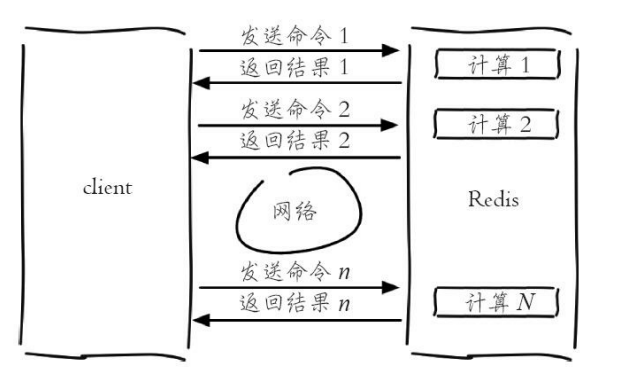 发送命令 1
返回结果 1
计算 1
发送命令 2
返回结果 2
计算 2
client
网络
Redis
发送命令 n
返回结果 n
计算 N